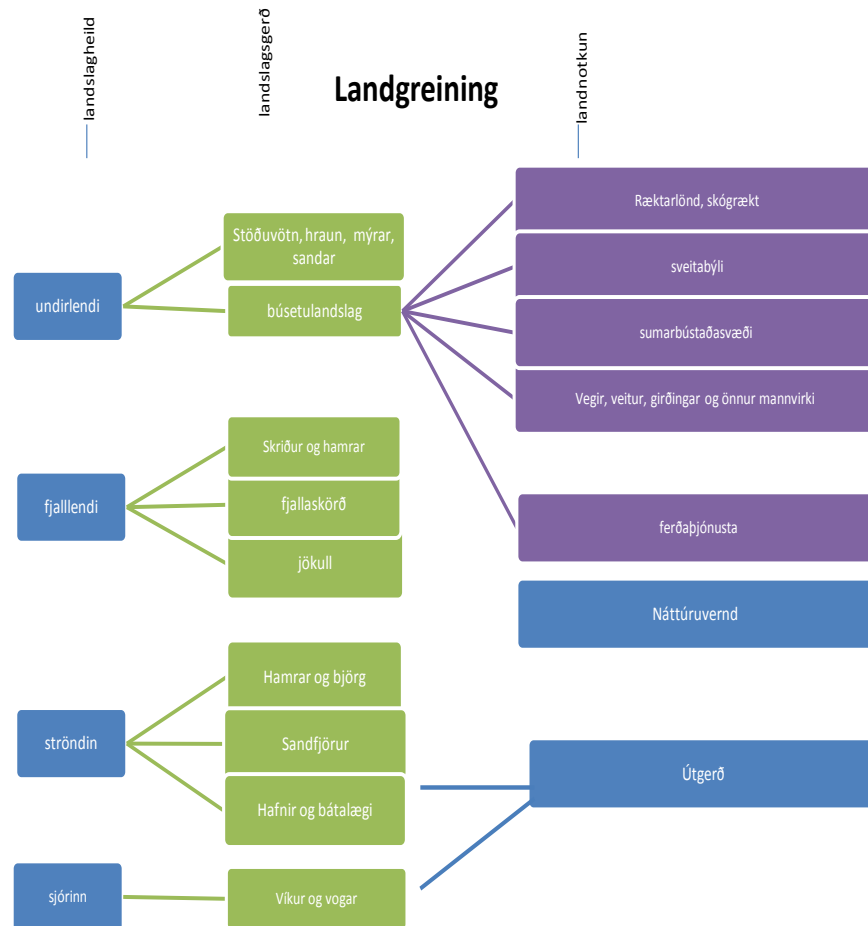 landslagheild
landslagsgerð
landnotkun
Landgreining
undirlendi
Stöðuvötn, hraun, mýrar,
sandar
búsetulandslag
Ræktarlönd, skógrækt
sveitabýli
sumarbústaðasvæði
Vegir, veitur, girðingar og önnur mannvirki
ferðaþjónusta
Náttúruvernd
fjalllendi
Skriður og hamrar
fjallaskörð
jökull
ströndin
Hamrar og björg
Sandfjörur
Hafnir og bátalægi
Útgerð
sjórinn
Víkur og vogar